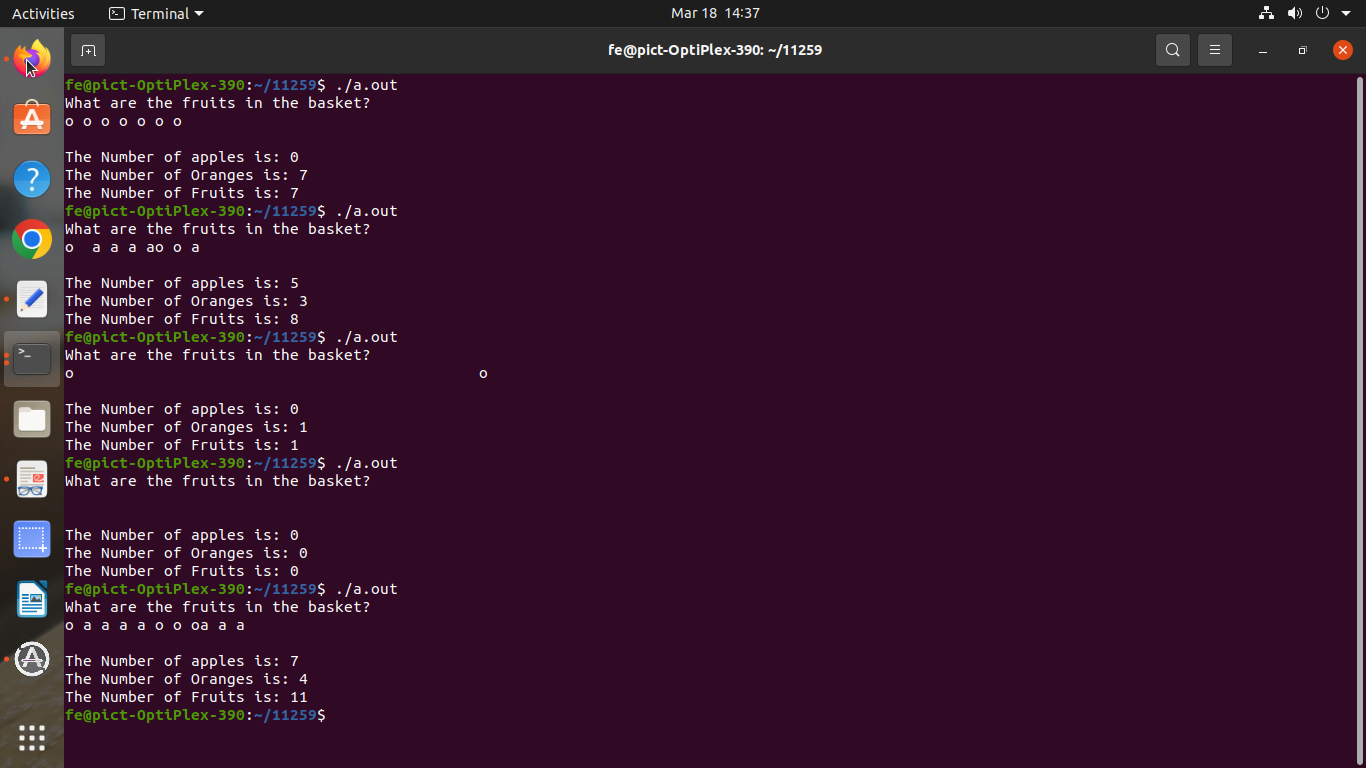 Activities Terminal Mar 18 14:37
fe@pict-OptiPlex-390: ~/11259
fe@pict-OptiPlex-390:~/11259$ ./a.out
What are the fruits in the basket?
o o o o o o o
The Number of apples is: 0
The Number of Oranges is: 7
The Number of Fruits is: 7
fe@pict-OptiPlex-390:~/11259$ ./a.out
What are the fruits in the basket?
o  a a a ao o a
The Number of apples is: 5
The Number of Oranges is: 3
The Number of Fruits is: 8
fe@pict-OptiPlex-390:~/11259$ ./a.out
What are the fruits in the basket?
o                                             o
The Number of apples is: 0
The Number of Oranges is: 1
The Number of Fruits is: 1
fe@pict-OptiPlex-390:~/11259$ ./a.out
What are the fruits in the basket?
The Number of apples is: 0
The Number of Oranges is: 0
The Number of Fruits is: 0
fe@pict-OptiPlex-390:~/11259$ ./a.out
What are the fruits in the basket?
o a a a a o o oa a a
The Number of apples is: 7
The Number of Oranges is: 4
The Number of Fruits is: 11
fe@pict-OptiPlex-390:~/11259$